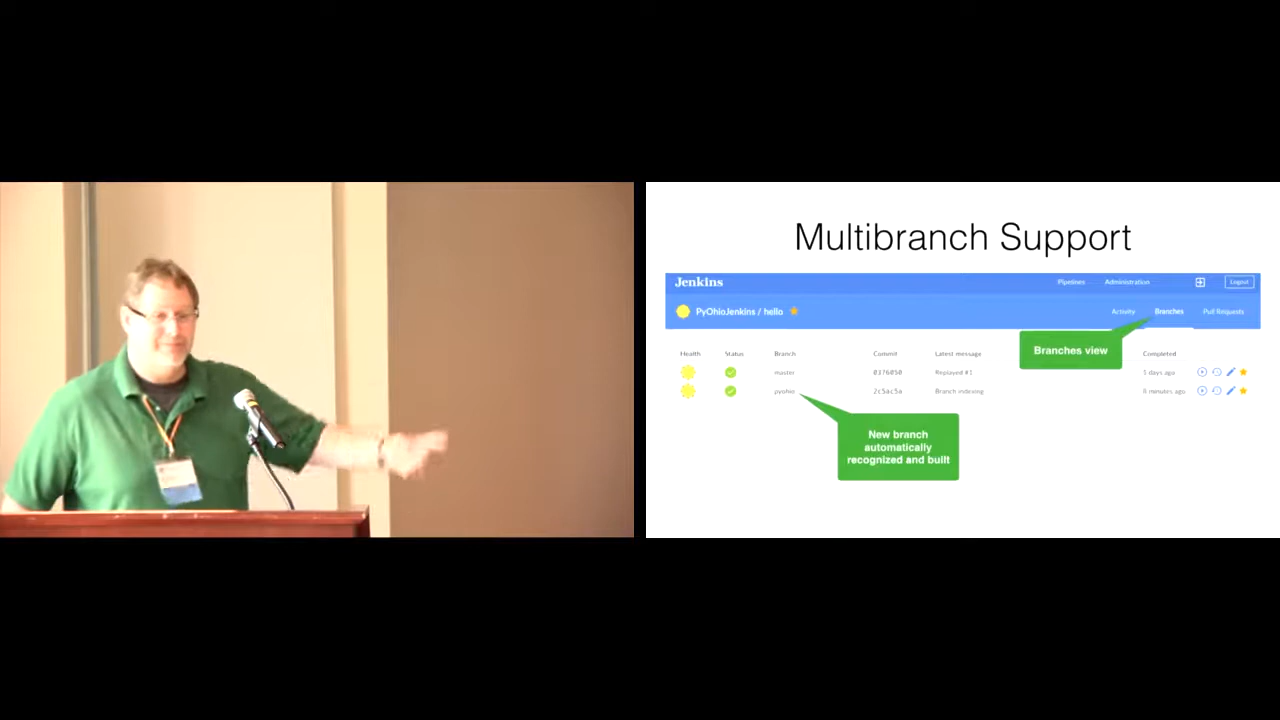 Multibranch Support
Jenkins
Pipelines Administration Logout
PyOhioJenkins / hello
Activity Branches Pull Requests
Branches view
Health Status Branch Commit Latest message Completed
master 0376050 Replayed #1 5 days ago
pyohio 2c5ac5a Branch indexing 8 minutes ago
New branch
automatically
recognized and built